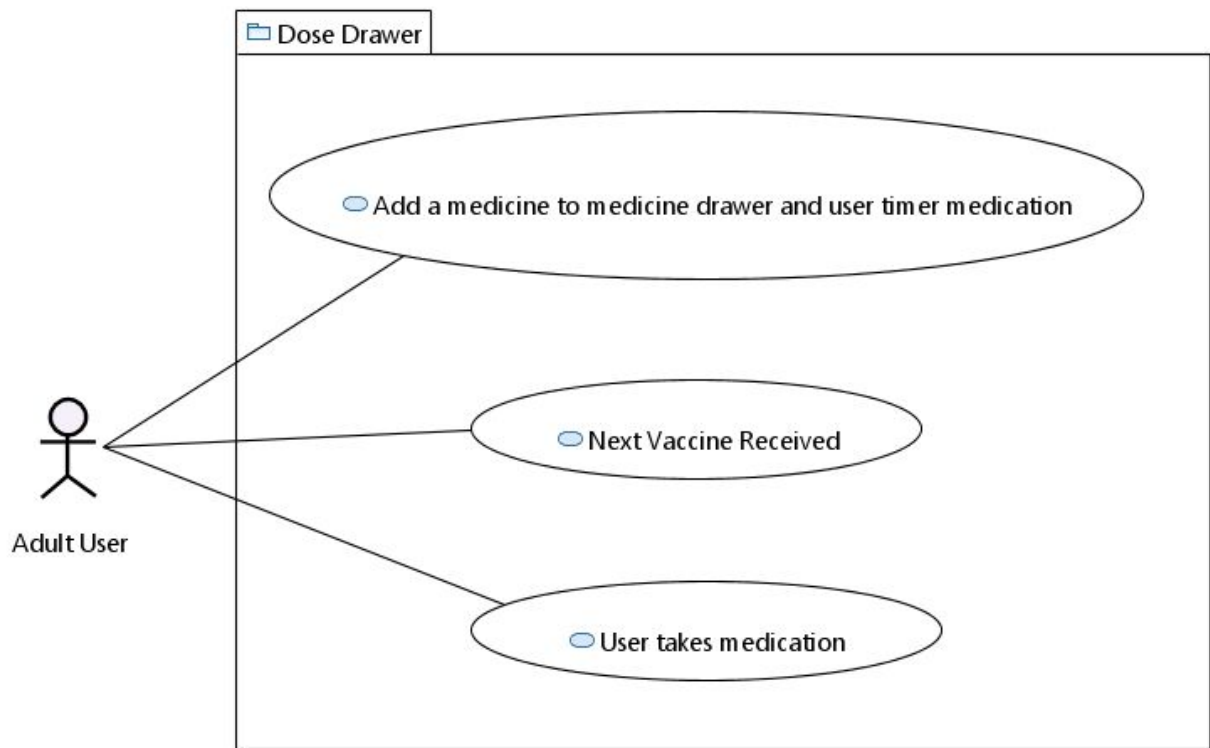 Dose Drawer
Add a medicine to medicine drawer and user timer medication
Next Vaccine Received
Adult User
User takes medication